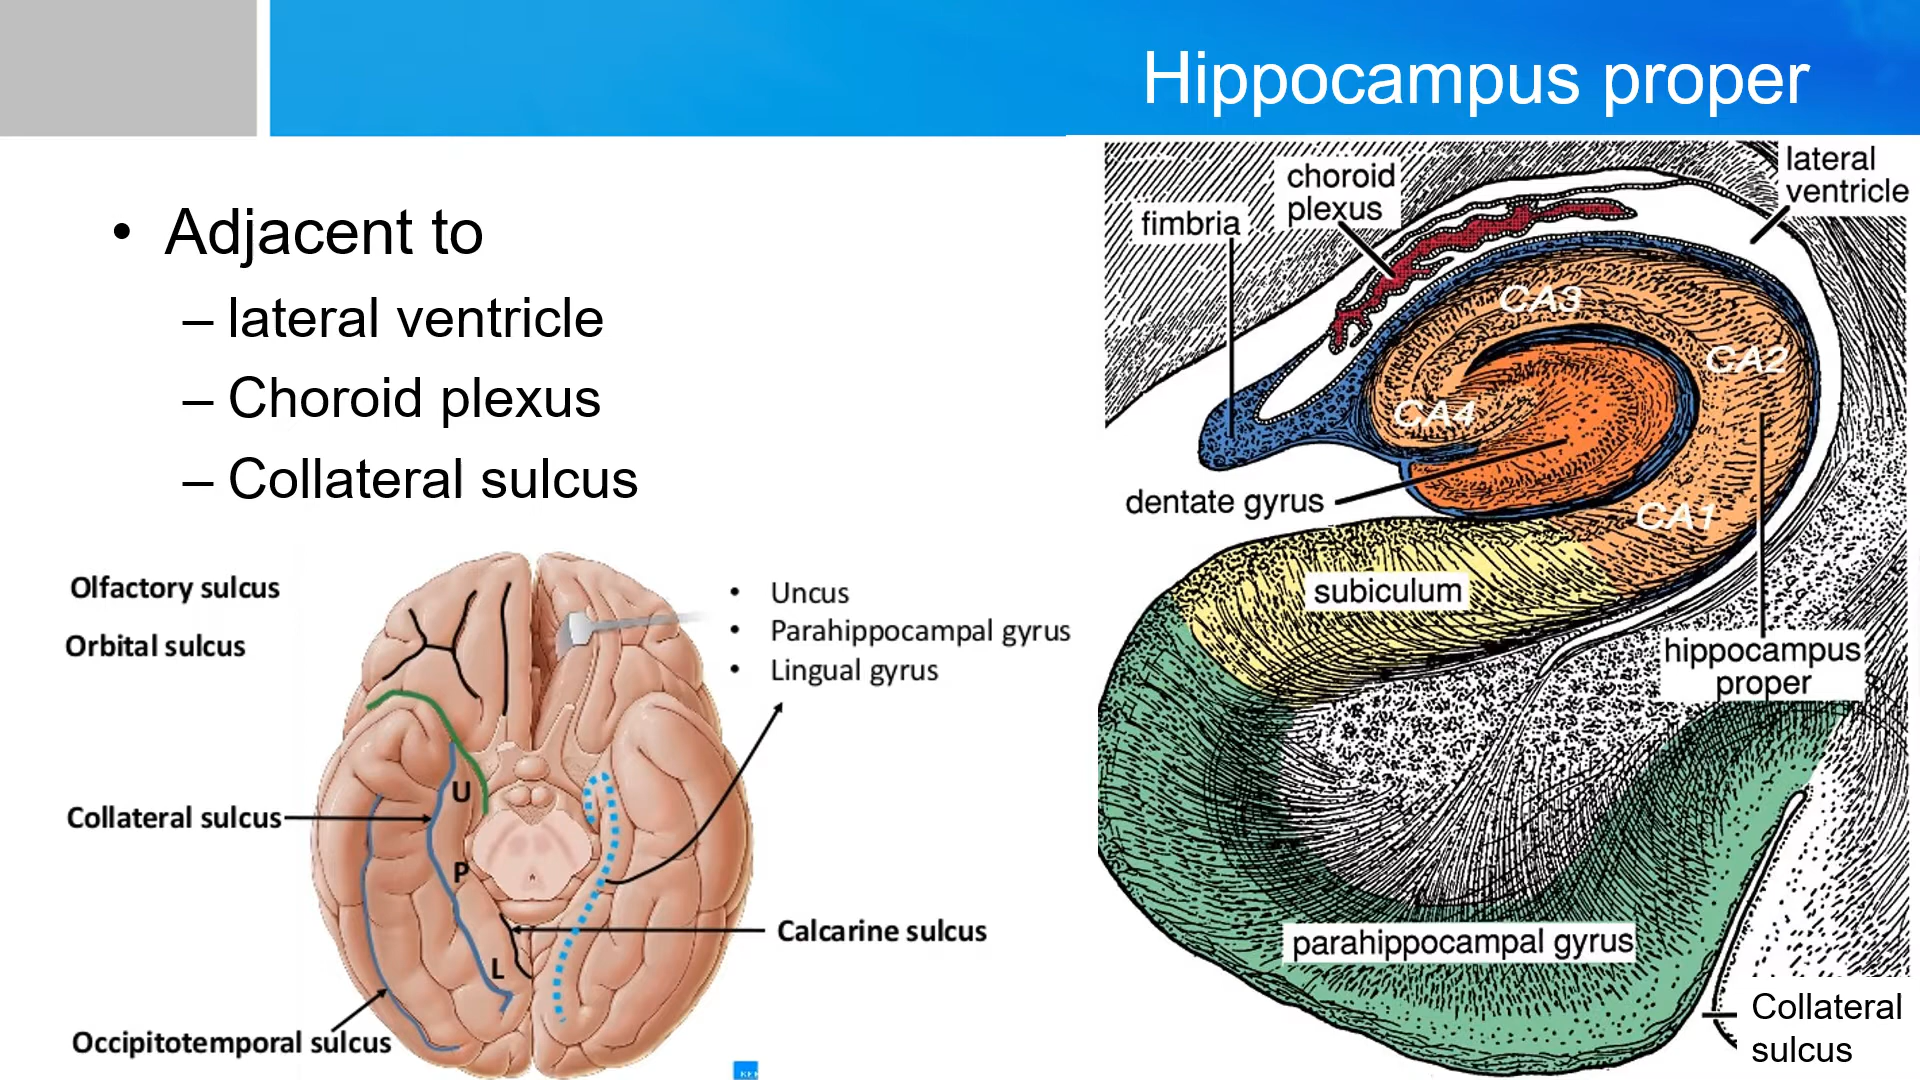 Hippocampus proper
• Adjacent to
– lateral ventricle
– Choroid plexus
– Collateral sulcus
Olfactory sulcus
Orbital sulcus
Collateral sulcus
Occipitotemporal sulcus
U
P
L
• Uncus
• Parahippocampal gyrus
• Lingual gyrus
Calcarine sulcus
lateral
ventricle
choroid
plexus
fimbria
CA3
CA2
CA4
dentate gyrus
CA1
subiculum
hippocampus
proper
parahippocampal gyrus
Collateral
sulcus